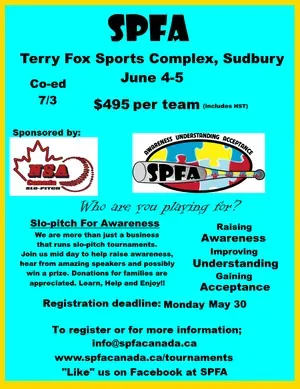 SPFA
Terry Fox Sports Complex, Sudbury
June 4-5
Co-ed
7/3
$495 per team (includes HST)
Sponsored by:
NSA
Canada
SLO-PITCH
AWARENESS UNDERSTANDING ACCEPTANCE
SPFA
Who are you playing for?
Slo-pitch For Awareness
We are more than just a business
that runs slo-pitch tournaments.
Join us mid day to help raise awareness,
hear from amazing speakers and possibly
win a prize. Donations for families are
appreciated. Learn, Help and Enjoy!!
Raising
Awareness
Improving
Understanding
Gaining
Acceptance
Registration deadline: Monday May 30
To register or for more information;
info@spfacanada.ca
www.spfacanada.ca/tournaments
"Like" us on Facebook at SPFA